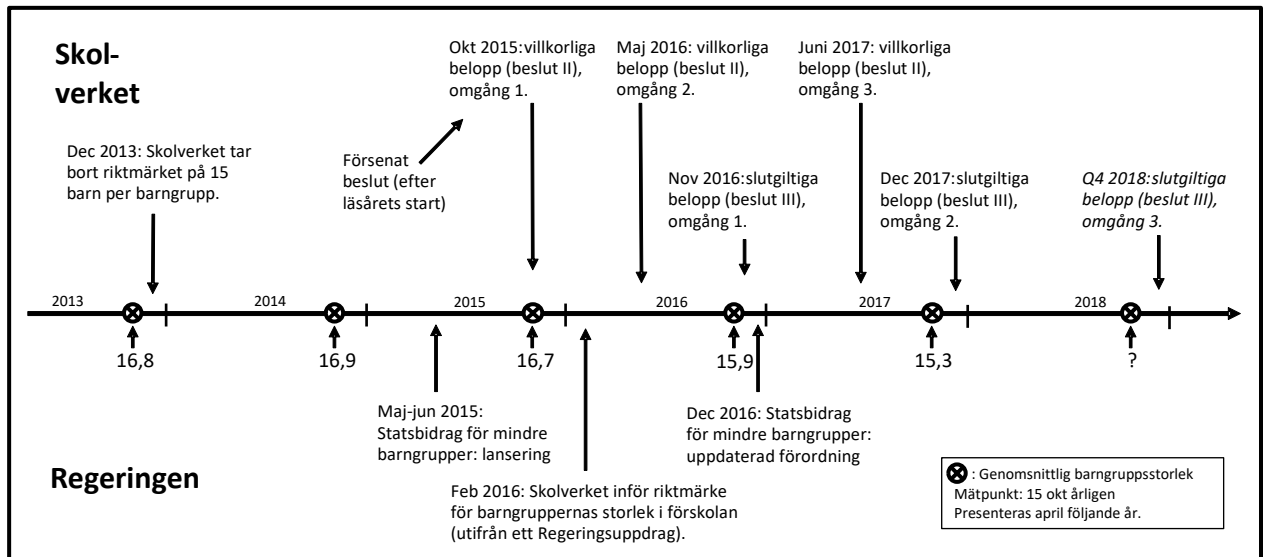 Skol-
verket
Okt 2015:villkorliga
belopp (beslut II),
omgång 1.
Maj 2016: villkorliga
belopp (beslut II),
omgång 2.
Juni 2017: villkorliga
belopp (beslut II),
omgång 3.
Dec 2013: Skolverket tar
bort riktmärket på 15
barn per barngrupp.
Försenat
beslut (efter
läsårets start)
Nov 2016:slutgiltiga
belopp (beslut III),
omgång 1.
Dec 2017:slutgiltiga
belopp (beslut III),
omgång 2.
Q4 2018:slutgiltiga
belopp (beslut III),
omgång 3.
2013 2014 2015 2016 2017 2018
16,8 16,9 16,7 15,9 15,3 ?
Maj-jun 2015:
Statsbidrag för mindre
barngrupper: lansering
Dec 2016: Statsbidrag
för mindre barngrupper:
uppdaterad förordning
Regeringen
Feb 2016: Skolverket inför riktmärke
för barngruppernas storlek i förskolan
(utifrån ett Regeringsuppdrag).
: Genomsnittlig barngruppsstorlek
Mätpunkt: 15 okt årligen
Presenteras april följande år.